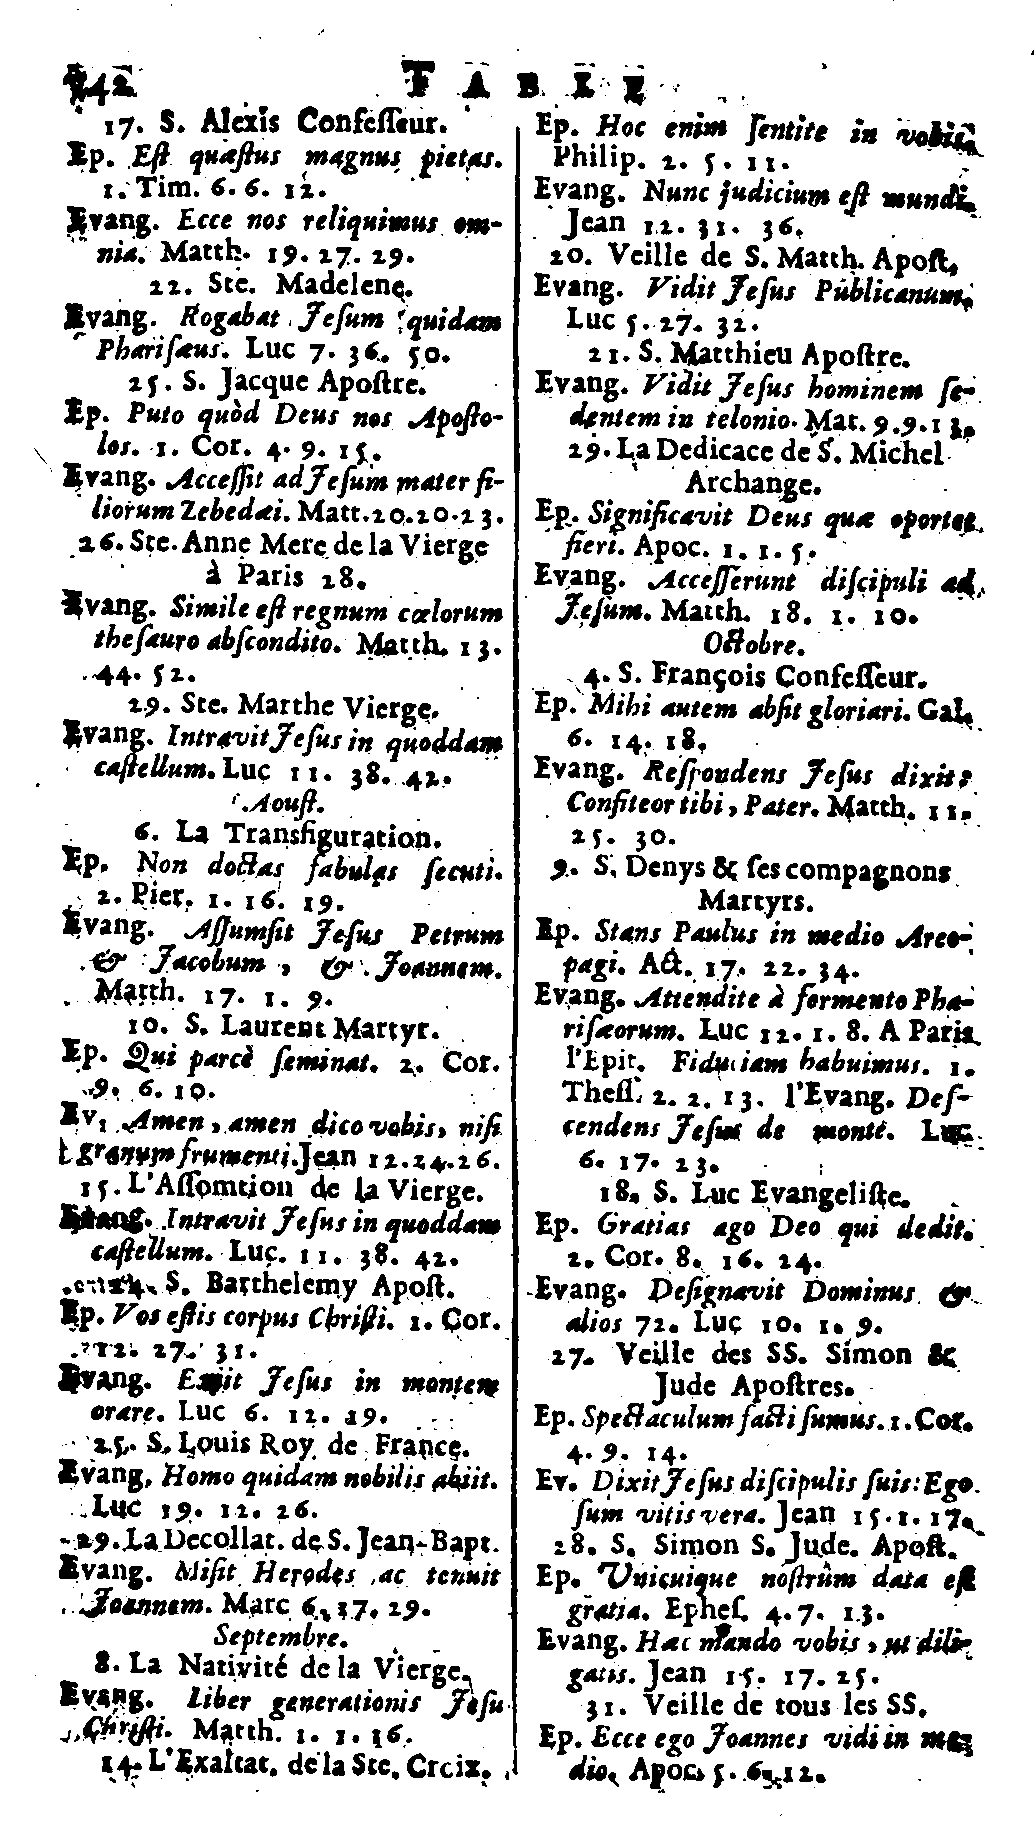 742 TABLE
17. S. Alexis Confeſſeur.
Ep. Eſt quæſtus magnus pietas.
1. Tim. 6. 6. 12.
Evang. Ecce nos reliquimus om-
nia. Matth. 19. 27. 29.
22. Ste. Madelene.
Evang. Rogabat Jeſum quidam
Phariſæus. Luc 7. 36. 50.
25. S. Jacque Apoſtre.
Ep. Puto quòd Deus nos Apoſto-
los. 1. Cor. 4. 9. 15.
Evang. Acceſſit ad Jeſum mater fi-
liorum Zebedæi. Matt. 20. 20. 23.
26. Ste. Anne Mere de la Vierge
à Paris 28.
Evang. Simile eſt regnum cœlorum
theſauro abſcondito. Matth. 13.
44. 52.
29. Ste. Marthe Vierge.
Evang. Intravit Jeſus in quoddam
caſtellum. Luc 11. 38. 42.
Aouſt.
6. La Transfiguration.
Ep. Non doctas fabulas ſecuti.
2. Pier. 1. 16. 19.
Evang. Aſſumſit Jeſus Petrum
& Jacobum, & Joannem.
Matth. 17. 1. 9.
10. S. Laurent Martyr.
Ep. Qui parcè ſeminat. 2. Cor.
9. 6. 10.
Ev. Amen, amen dico vobis, niſi
granum frumenti. Jean 12. 24. 26.
15. L'Aſſomtion de la Vierge.
Evang. Intravit Jeſus in quoddam
caſtellum. Luc. 11. 38. 42.
S. Barthelemy Apoſt.
Ep. Vos eſtis corpus Chriſti. 1. Cor.
12. 27. 31.
Evang. Exiit Jeſus in montem
orare. Luc 6. 12. 19.
25. S. Louis Roy de France.
Evang. Homo quidam nobilis abiit.
Luc 19. 12. 26.
29. La Decollat. de S. Jean-Bapt.
Evang. Miſit Herodes ac tenuit
Joannem. Marc 6. 17. 29.
Septembre.
8. La Nativité de la Vierge.
Evang. Liber generationis Jeſu
Chriſti. Matth. 1. 1. 16.
14. L'Exaltat. de la Ste. Crcix.
Ep. Hoc enim ſentite in vobis.
Philip. 2. 5. 11.
Evang. Nunc judicium eſt mundi.
Jean 12. 31. 36.
20. Veille de S. Matth. Apoſt.
Evang. Vidit Jeſus Publicanum.
Luc 5. 27. 32.
21. S. Matthieu Apoſtre.
Evang. Vidit Jeſus hominem ſe-
dentem in telonio. Mat. 9. 9. 13.
29. La Dedicace de S. Michel
Archange.
Ep. Significavit Deus quæ oportet
fieri. Apoc. 1. 1. 5.
Evang. Acceſſerunt diſcipuli ad
Jeſum. Matth. 18. 1. 10.
Octobre.
4. S. François Confeſſeur.
Ep. Mihi autem abſit gloriari. Gal.
6. 14. 18.
Evang. Reſpondens Jeſus dixit:
Confiteor tibi, Pater. Matth. 11.
25. 30.
9. S. Denys & ſes compagnons
Martyrs.
Ep. Stans Paulus in medio Areo-
pagi. Act. 17. 22. 34.
Evang. Attendite à fermento Pha-
riſæorum. Luc 12. 1. 8. A Paris
l'Epit. Fiduciam habuimus. 1.
Theſſ. 2. 2. 13. l'Evang. Deſ-
cendens Jeſus de monte. Luc.
6. 17. 23.
18. S. Luc Evangeliſte.
Ep. Gratias ago Deo qui dedit.
2. Cor. 8. 16. 24.
Evang. Deſignavit Dominus &
alios 72. Luc 10. 1. 9.
27. Veille des SS. Simon &
Jude Apoſtres.
Ep. Spectaculum facti ſumus. 1. Cor.
4. 9. 14.
Ev. Dixit Jeſus diſcipulis ſuis: Ego
ſum vitis vera. Jean 15. 1. 17.
28. S. Simon S. Jude. Apoſt.
Ep. Vnicuique noſtrûm data eſt
gratia. Epheſ. 4. 7. 13.
Evang. Hæc mando vobis, ut dili-
gatis. Jean 15. 17. 25.
31. Veille de tous les SS.
Ep. Ecce ego Joannes vidi in me-
dio. Apoc. 5. 6. 12.